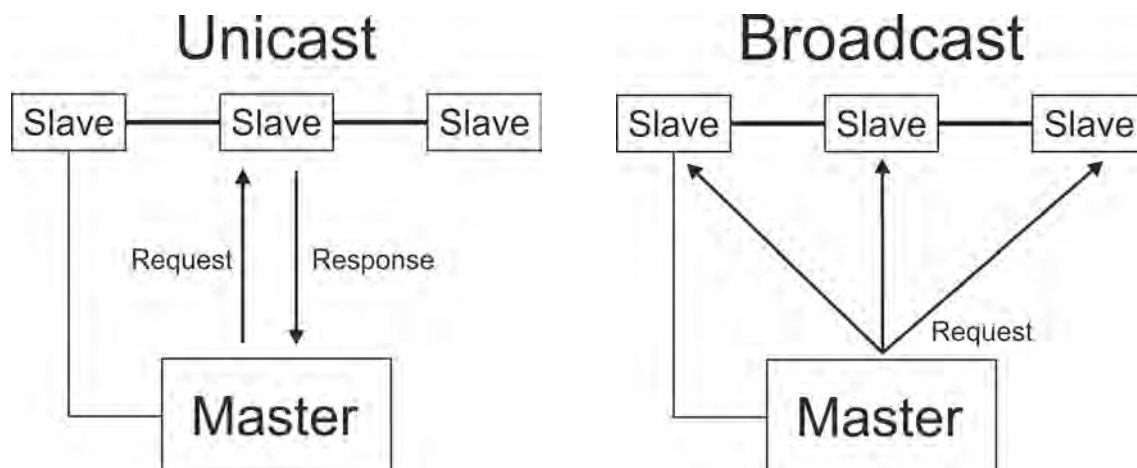 Unicast
Slave Slave Slave
Request Response
Master
Broadcast
Slave Slave Slave
Request
Master